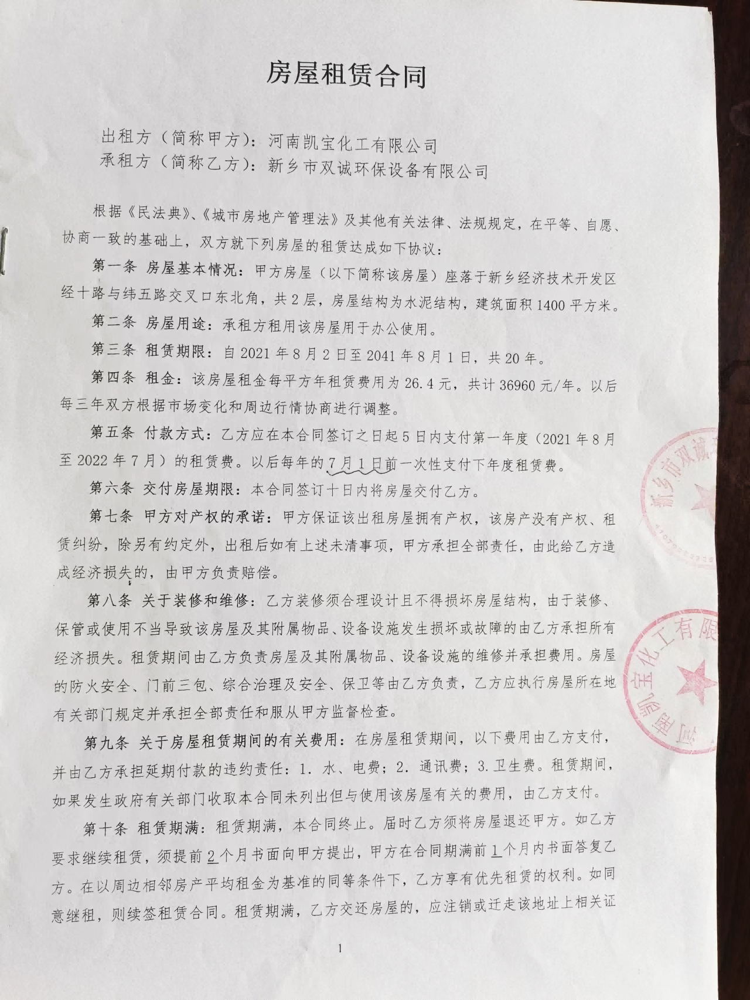 房屋租赁合同
出租方（简称甲方）：河南凯宝化工有限公司
承租方（简称乙方）：新乡市双诚环保设备有限公司
根据《民法典》、《城市房地产管理法》及其他有关法律、法规规定，在平等、自愿、
协商一致的基础上，双方就下列房屋的租赁达成如下协议：
第一条 房屋基本情况：甲方房屋（以下简称该房屋）座落于新乡经济技术开发区
经十路与纬五路交叉口东北角，共2层，房屋结构为水泥结构，建筑面积1400平方米。
第二条 房屋用途：承租方租用该房屋用于办公使用。
第三条 租赁期限：自2021年8月2日至2041年8月1日，共20年。
第四条 租金：该房屋租金每平方年租赁费用为26.4元，共计36960元/年。以后
每三年双方根据市场变化和周边行情协商进行调整。
第五条 付款方式：乙方应在本合同签订之日起5日内支付第一年度（2021年8月
至2022年7月）的租赁费。以后每年的7月1日前一次性支付下年度租赁费。
第六条 交付房屋期限：本合同签订十日内将房屋交付乙方。
第七条 甲方对产权的承诺：甲方保证该出租房屋拥有产权，该房产没有产权、租
赁纠纷，除另有约定外，出租后如有上述未清事项，甲方承担全部责任，由此给乙方造
成经济损失的，由甲方负责赔偿。
第八条 关于装修和维修：乙方装修须合理设计且不得损坏房屋结构，由于装修、
保管或使用不当导致该房屋及其附属物品、设备设施发生损坏或故障的由乙方承担所有
经济损失。租赁期间由乙方负责房屋及其附属物品、设备设施的维修并承担费用。房屋
的防火安全、门前三包、综合治理及安全、保卫等由乙方负责，乙方应执行房屋所在地
有关部门规定并承担全部责任和服从甲方监督检查。
第九条 关于房屋租赁期间的有关费用：在房屋租赁期间，以下费用由乙方支付，
并由乙方承担延期付款的违约责任：1. 水、电费；2. 通讯费；3.卫生费。租赁期间，
如果发生政府有关部门收取本合同未列出但与使用该房屋有关的费用，由乙方支付。
第十条 租赁期满：租赁期满，本合同终止。届时乙方须将房屋退还甲方。如乙方
要求继续租赁，须提前2个月书面向甲方提出，甲方在合同期满前1个月内书面答复乙
方。在以周边相邻房产平均租金为基准的同等条件下，乙方享有优先租赁的权利。如同
意继租，则续签租赁合同。租赁期满，乙方交还房屋的，应注销或迁走该地址上相关证
1
新乡市双诚
河南凯宝化工有限